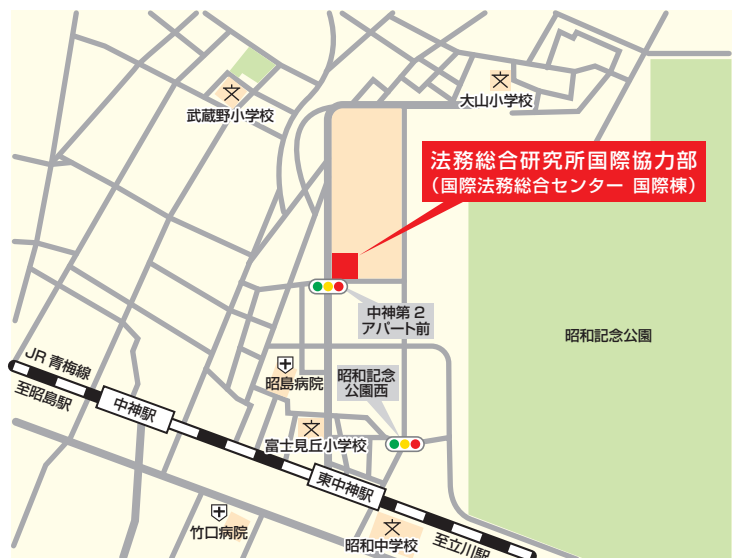 大山小学校
武蔵野小学校
法務総合研究所国際協力部
(国際法務総合センター 国際棟)
中神第2
アパート前
昭和記念公園
JR 青梅線
至昭島駅
中神駅
昭島病院
昭和記念
公園西
富士見丘小学校
東中神駅
竹口病院
昭和中学校
至立川駅